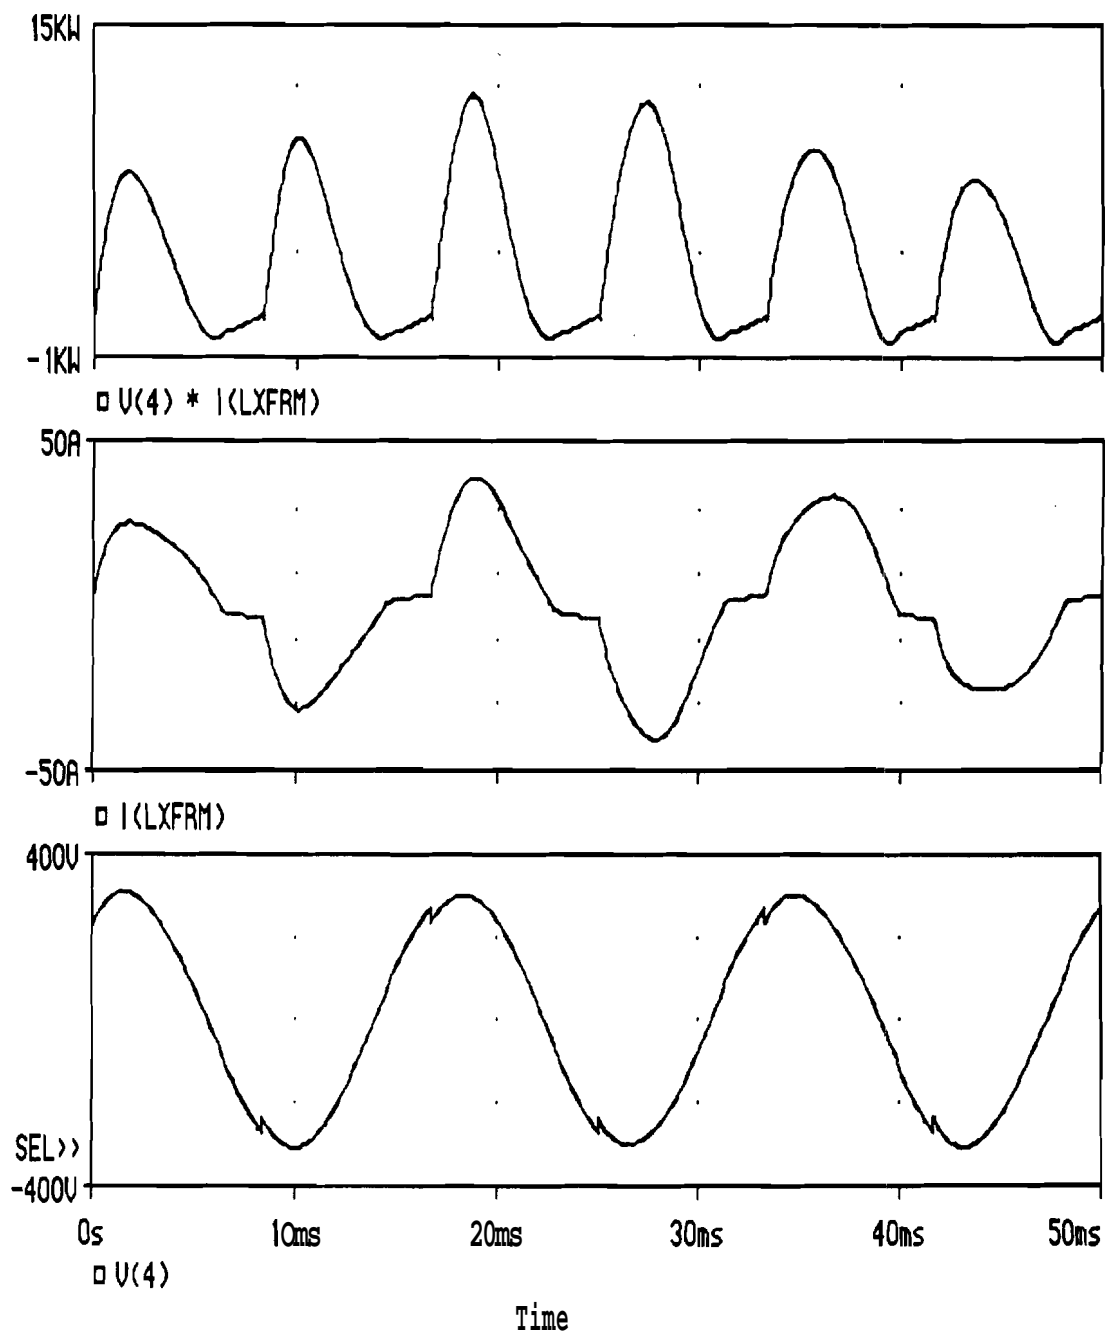 15KW
-1KW
□ V(4) * I(LXFRM)
50A
-50A
□ I(LXFRM)
400V
SEL>>
-400V
0s 10ms 20ms 30ms 40ms 50ms
□ V(4)
Time